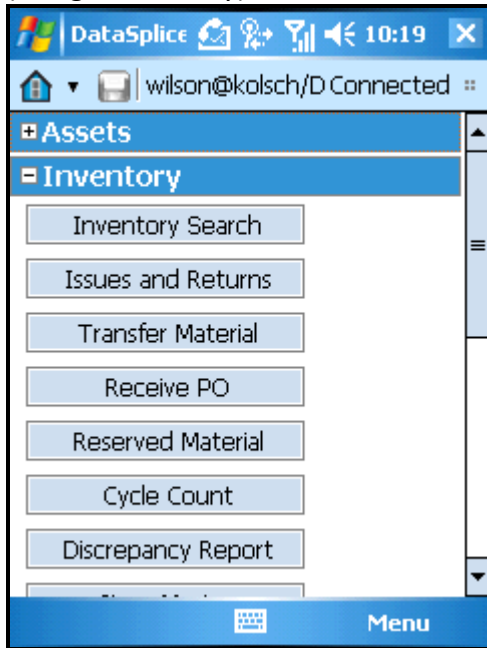 DataSplice 10:19
wilson@kolsch/D Connected
Assets
Inventory
Inventory Search
Issues and Returns
Transfer Material
Receive PO
Reserved Material
Cycle Count
Discrepancy Report
Menu